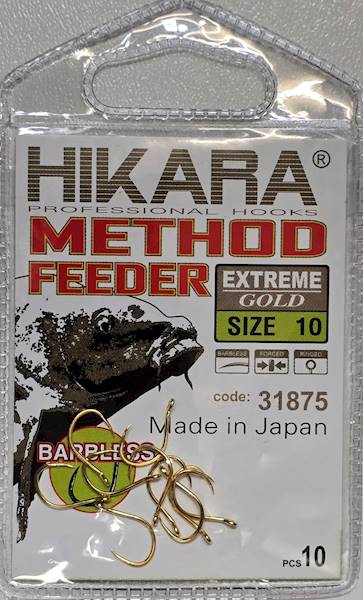 HIKARA®
PROFESSIONAL HOOKS
METHOD
FEEDER
EXTREME
GOLD
SIZE 10
BARBLESS FORGED RINGED
code: 31875
Made in Japan
BARBLESS
PCS 10